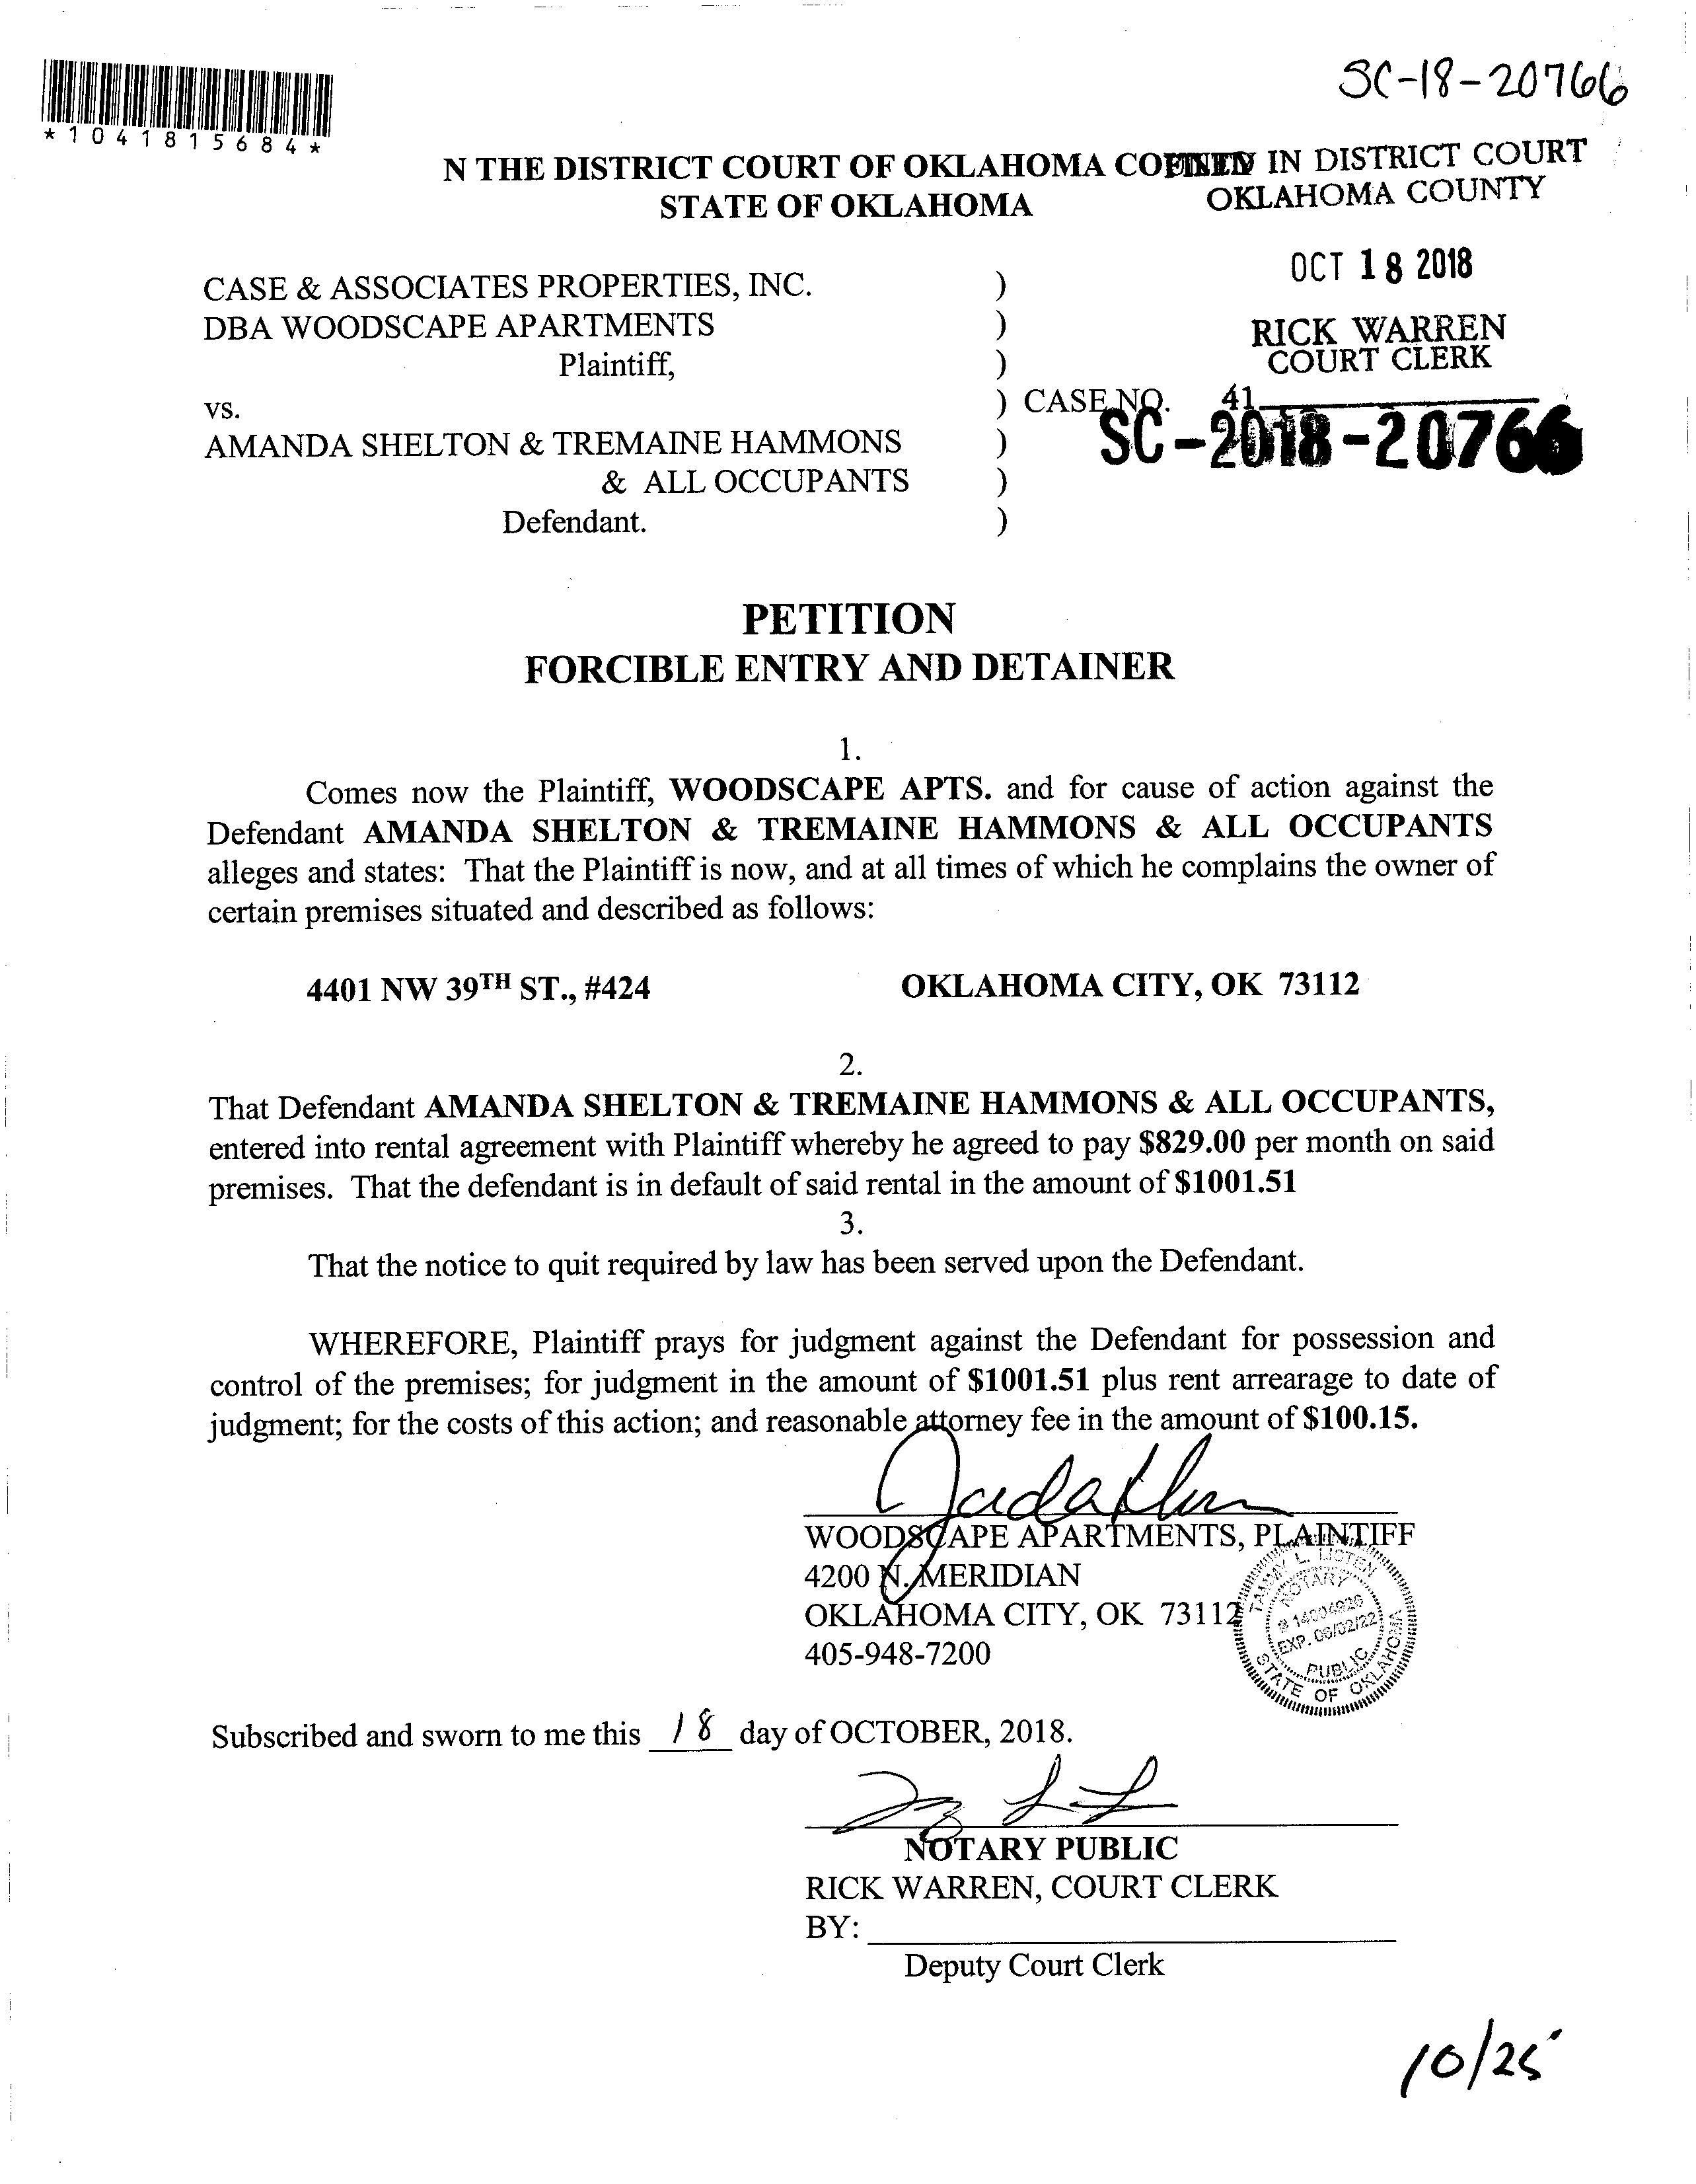 SC-18-20766
*1041815684*
N THE DISTRICT COURT OF OKLAHOMA
FILED IN DISTRICT COURT
STATE OF OKLAHOMA
OKLAHOMA COUNTY
OCT 18 2018
CASE & ASSOCIATES PROPERTIES, INC. )
DBA WOODSCAPE APARTMENTS )
RICK WARREN
COURT CLERK
Plaintiff, )
vs. ) CASE NO. 41
SC-2018-20766
AMANDA SHELTON & TREMAINE HAMMONS )
& ALL OCCUPANTS )
Defendant. )
PETITION
FORCIBLE ENTRY AND DETAINER
1.
Comes now the Plaintiff, WOODSCAPE APTS. and for cause of action against the
Defendant AMANDA SHELTON & TREMAINE HAMMONS & ALL OCCUPANTS
alleges and states: That the Plaintiff is now, and at all times of which he complains the owner of
certain premises situated and described as follows:
4401 NW 39TH ST., #424 OKLAHOMA CITY, OK 73112
2.
That Defendant AMANDA SHELTON & TREMAINE HAMMONS & ALL OCCUPANTS,
entered into rental agreement with Plaintiff whereby he agreed to pay $829.00 per month on said
premises. That the defendant is in default of said rental in the amount of $1001.51
3.
That the notice to quit required by law has been served upon the Defendant.
WHEREFORE, Plaintiff prays for judgment against the Defendant for possession and
control of the premises; for judgment in the amount of $1001.51 plus rent arrearage to date of
judgment; for the costs of this action; and reasonable attorney fee in the amount of $100.15.
WOODSCAPE APARTMENTS, PLAINTIFF
4200 N. MERIDIAN
OKLAHOMA CITY, OK 73112
405-948-7200
TAMMY L. LISTEN
NOTARY
# 14004926
EXP. 06/02/22
PUBLIC
STATE OF OKLAHOMA
Subscribed and sworn to me this 18 day of OCTOBER, 2018.
NOTARY PUBLIC
RICK WARREN, COURT CLERK
BY:
Deputy Court Clerk
10/25